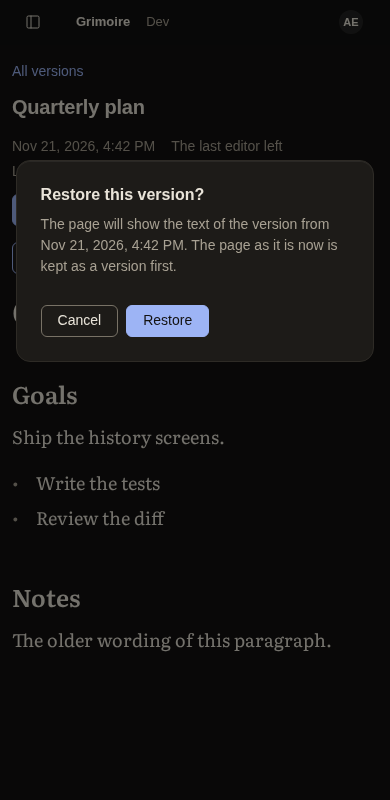 Grimoire Dev AE
All versions
Quarterly plan
Nov 21, 2026, 4:42 PM The last editor left
Restore this version?
The page will show the text of the version from
Nov 21, 2026, 4:42 PM. The page as it is now is
kept as a version first.
Cancel Restore
Goals
Ship the history screens.
• Write the tests
• Review the diff
Notes
The older wording of this paragraph.